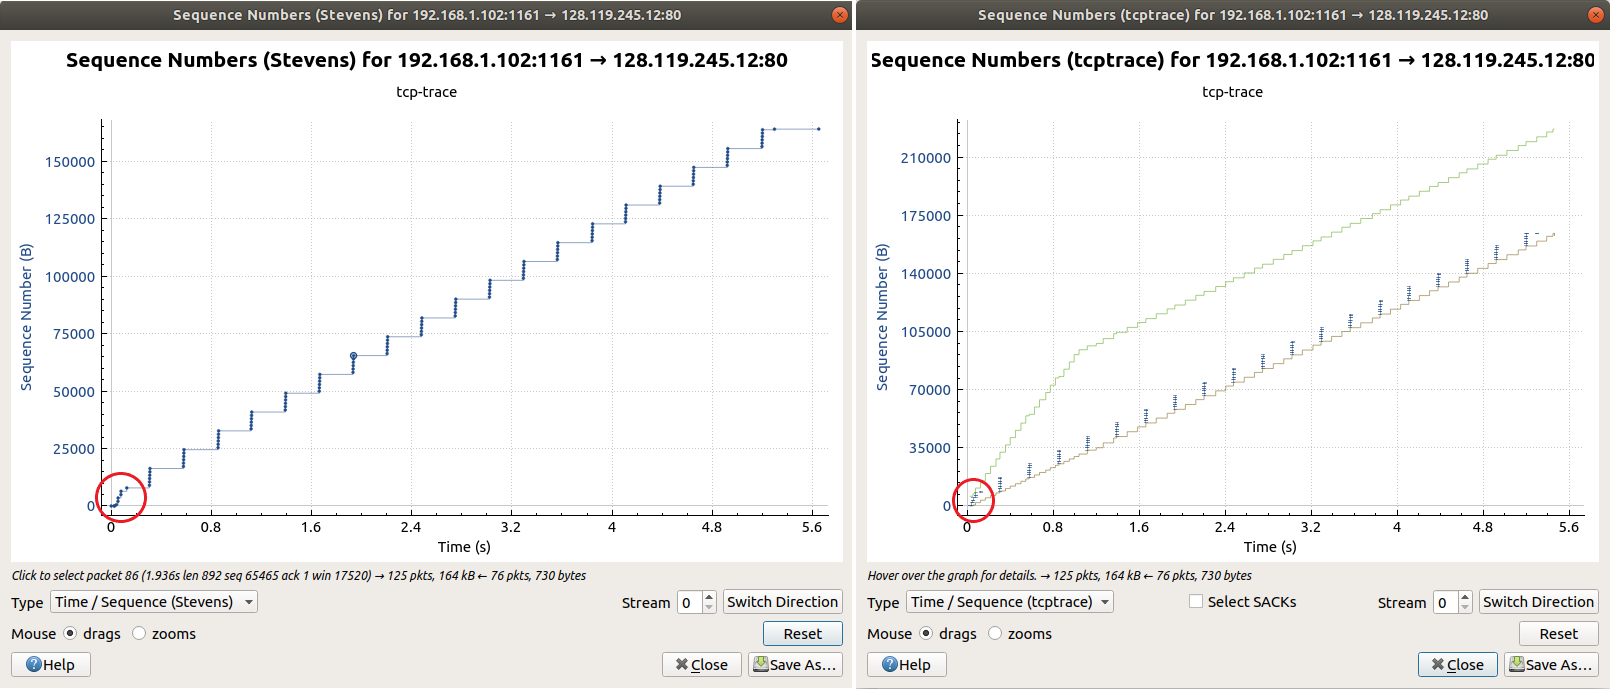 Sequence Numbers (Stevens) for 192.168.1.102:1161 → 128.119.245.12:80
Sequence Numbers (Stevens) for 192.168.1.102:1161 → 128.119.245.12:80
tcp-trace
Sequence Number (B)
150000
125000
100000
75000
50000
25000
0
0 0.8 1.6 2.4 3.2 4 4.8 5.6
Time (s)
Click to select packet 86 (1.936s len 892 seq 65465 ack 1 win 17520) → 125 pkts, 164 kB ← 76 pkts, 730 bytes
Type Time / Sequence (Stevens) Stream 0 Switch Direction
Mouse drags zooms Reset
Help Close Save As…
Sequence Numbers (tcptrace) for 192.168.1.102:1161 → 128.119.245.12:80
Sequence Numbers (tcptrace) for 192.168.1.102:1161 → 128.119.245.12:80
tcp-trace
Sequence Number (B)
210000
175000
140000
105000
70000
35000
0
0 0.8 1.6 2.4 3.2 4 4.8 5.6
Time (s)
Hover over the graph for details. → 125 pkts, 164 kB ← 76 pkts, 730 bytes
Type Time / Sequence (tcptrace) Select SACKs Stream 0 Switch Direction
Mouse drags zooms Reset
Help Close Save As…